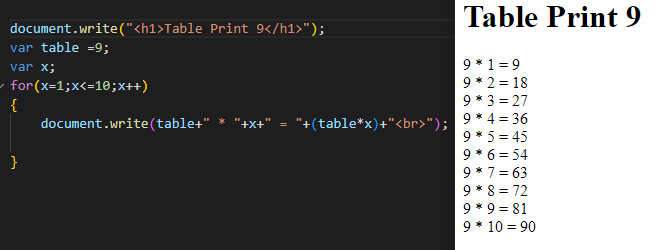 document.write("<h1>Table Print 9</h1>");
var table =9;
var x;
for(x=1;x<=10;x++)
{
document.write(table+" * "+x+" = "+(table*x)+"<br>");
}
Table Print 9
9 * 1 = 9
9 * 2 = 18
9 * 3 = 27
9 * 4 = 36
9 * 5 = 45
9 * 6 = 54
9 * 7 = 63
9 * 8 = 72
9 * 9 = 81
9 * 10 = 90